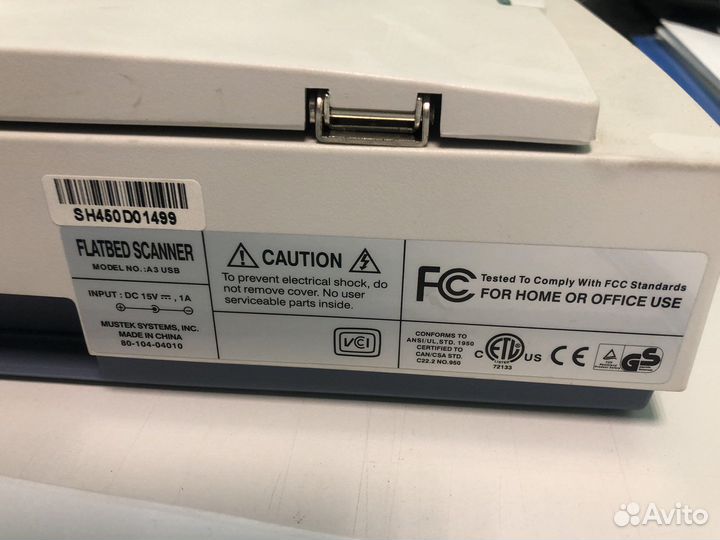 SH450D01499
FLATBED SCANNER
MODEL NO.:A3 USB
INPUT : DC 15V ⎓ , 1A
MUSTEK SYSTEMS, INC.
MADE IN CHINA
80-104-04010
CAUTION
To prevent electrical shock, do
not remove cover. No user
serviceable parts inside.
VCI
FC Tested To Comply With FCC Standards
FOR HOME OR OFFICE USE
CONFORMS TO
ANSI/UL,STD. 1950
CERTIFIED TO
CAN/CSA STD.
C22.2 NO.950
C ETL US
LISTED
72133
CE
GS
Avito